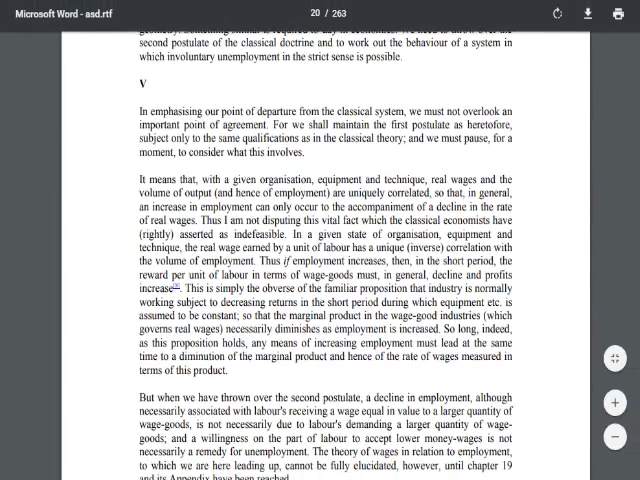 Microsoft Word - asd.rtf
20 / 263
second postulate of the classical doctrine and to work out the behaviour of a system in
which involuntary unemployment in the strict sense is possible.
V
In emphasising our point of departure from the classical system, we must not overlook an
important point of agreement. For we shall maintain the first postulate as heretofore,
subject only to the same qualifications as in the classical theory; and we must pause, for a
moment, to consider what this involves.
It means that, with a given organisation, equipment and technique, real wages and the
volume of output (and hence of employment) are uniquely correlated, so that, in general,
an increase in employment can only occur to the accompaniment of a decline in the rate
of real wages. Thus I am not disputing this vital fact which the classical economists have
(rightly) asserted as indefeasible. In a given state of organisation, equipment and
technique, the real wage earned by a unit of labour has a unique (inverse) correlation with
the volume of employment. Thus if employment increases, then, in the short period, the
reward per unit of labour in terms of wage-goods must, in general, decline and profits
increase. This is simply the obverse of the familiar proposition that industry is normally
working subject to decreasing returns in the short period during which equipment etc. is
assumed to be constant; so that the marginal product in the wage-good industries (which
governs real wages) necessarily diminishes as employment is increased. So long, indeed,
as this proposition holds, any means of increasing employment must lead at the same
time to a diminution of the marginal product and hence of the rate of wages measured in
terms of this product.
But when we have thrown over the second postulate, a decline in employment, although
necessarily associated with labour's receiving a wage equal in value to a larger quantity of
wage-goods, is not necessarily due to labour's demanding a larger quantity of wage-
goods; and a willingness on the part of labour to accept lower money-wages is not
necessarily a remedy for unemployment. The theory of wages in relation to employment,
to which we are here leading up, cannot be fully elucidated, however, until chapter 19
and its Appendix have been reached.